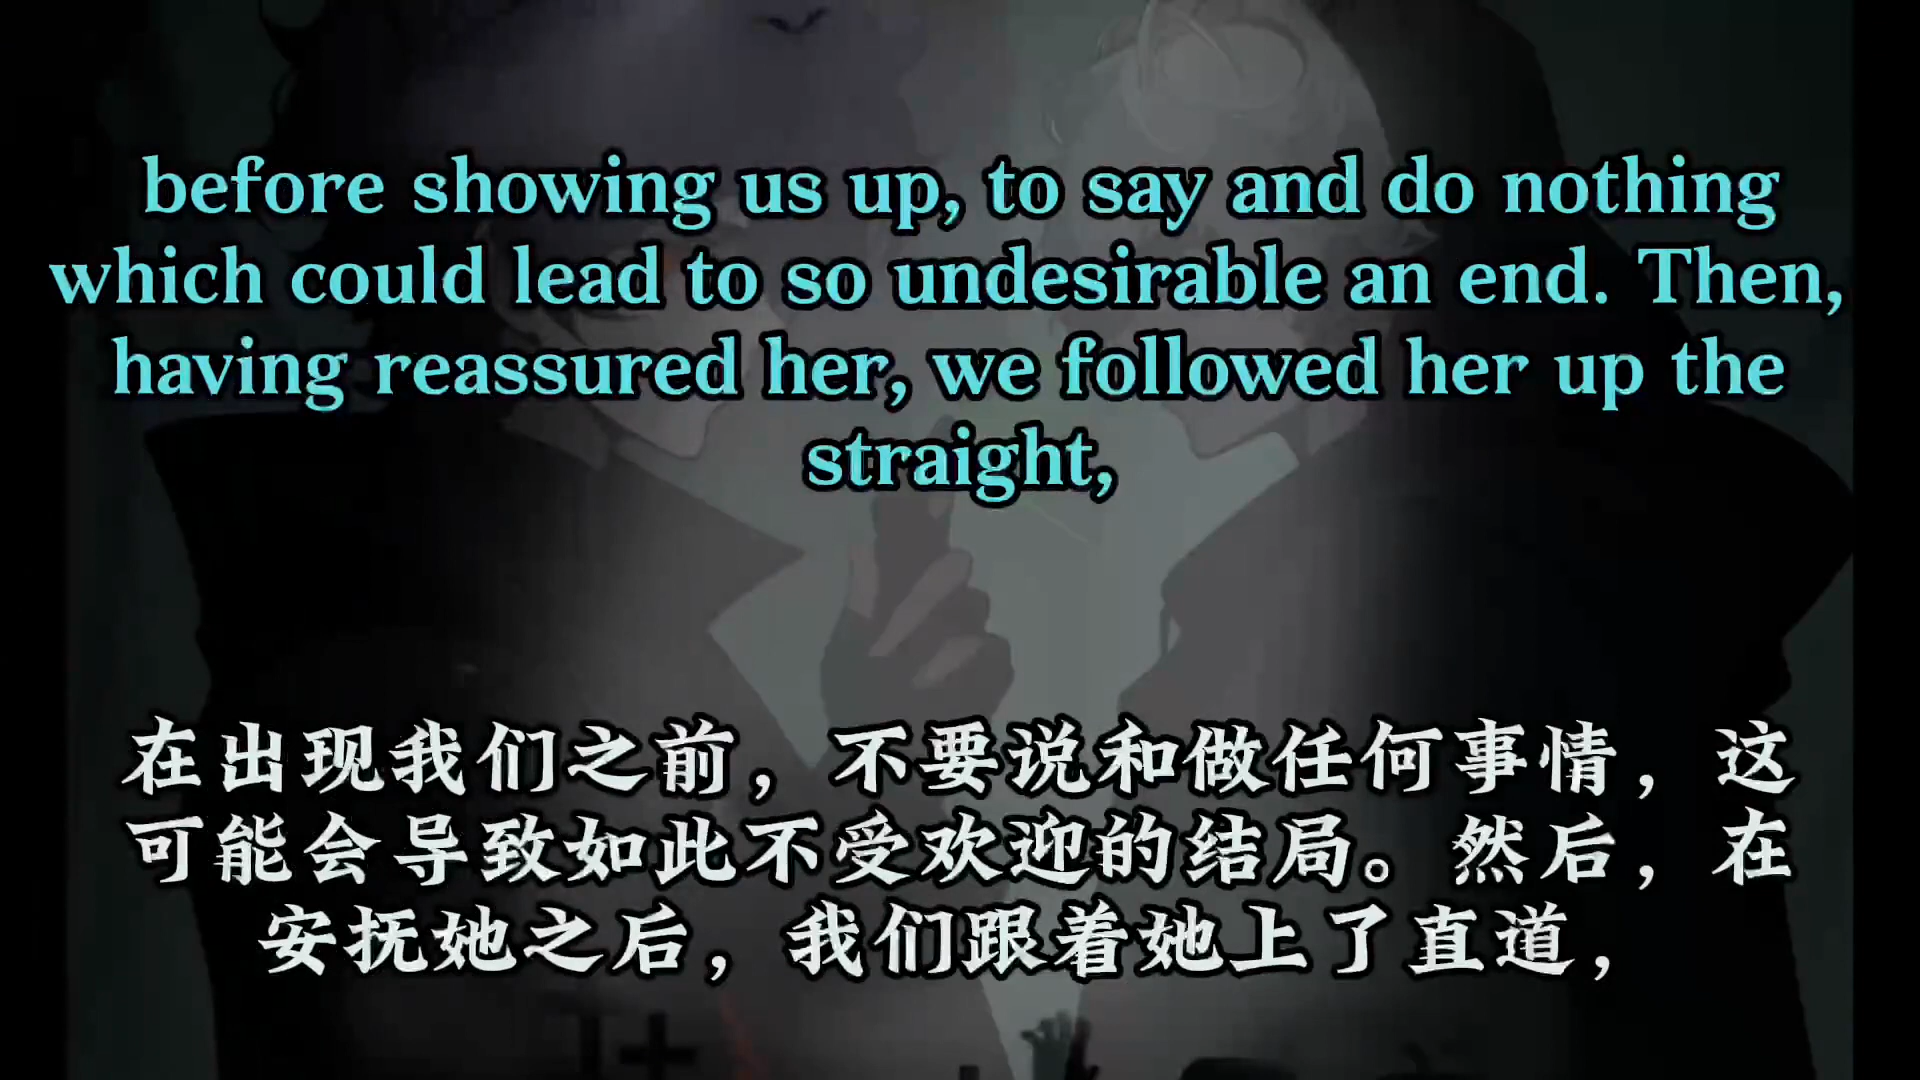 before showing us up, to say and do nothing
which could lead to so undesirable an end. Then,
having reassured her, we followed her up the
straight,
在出现我们之前，不要说和做任何事情，这
可能会导致如此不受欢迎的结局。然后，在
安抚她之后，我们跟着她上了直道，